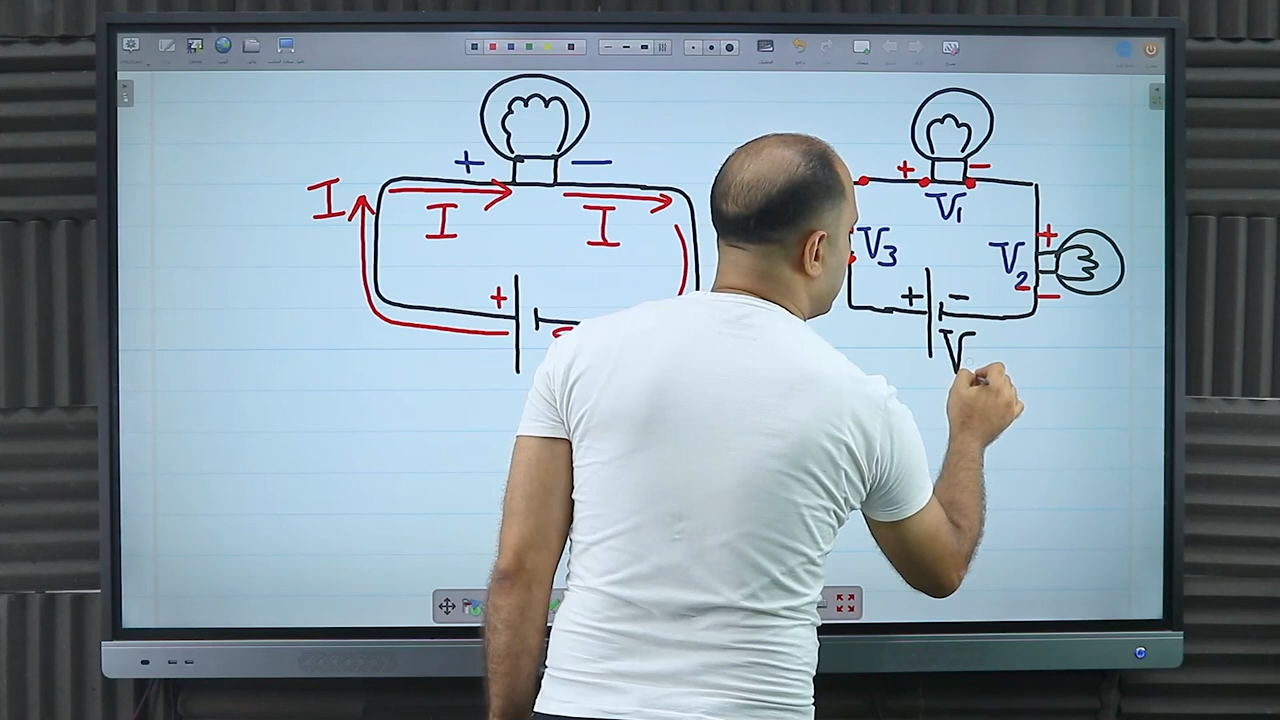 + −
I I I
+
+ −
V1
V3 V2 +
−
+ −
V